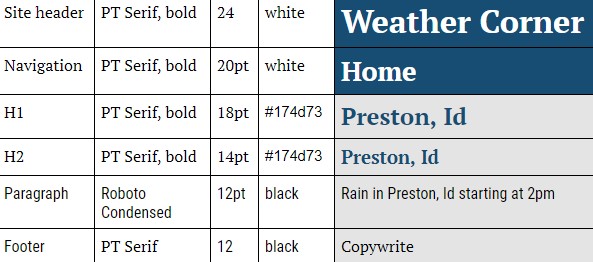 Site header PT Serif, bold 24 white Weather Corner
Navigation PT Serif, bold 20pt white Home
H1 PT Serif, bold 18pt #174d73 Preston, Id
H2 PT Serif, bold 14pt #174d73 Preston, Id
Paragraph Roboto Condensed 12pt black Rain in Preston, Id starting at 2pm
Footer PT Serif 12 black Copywrite